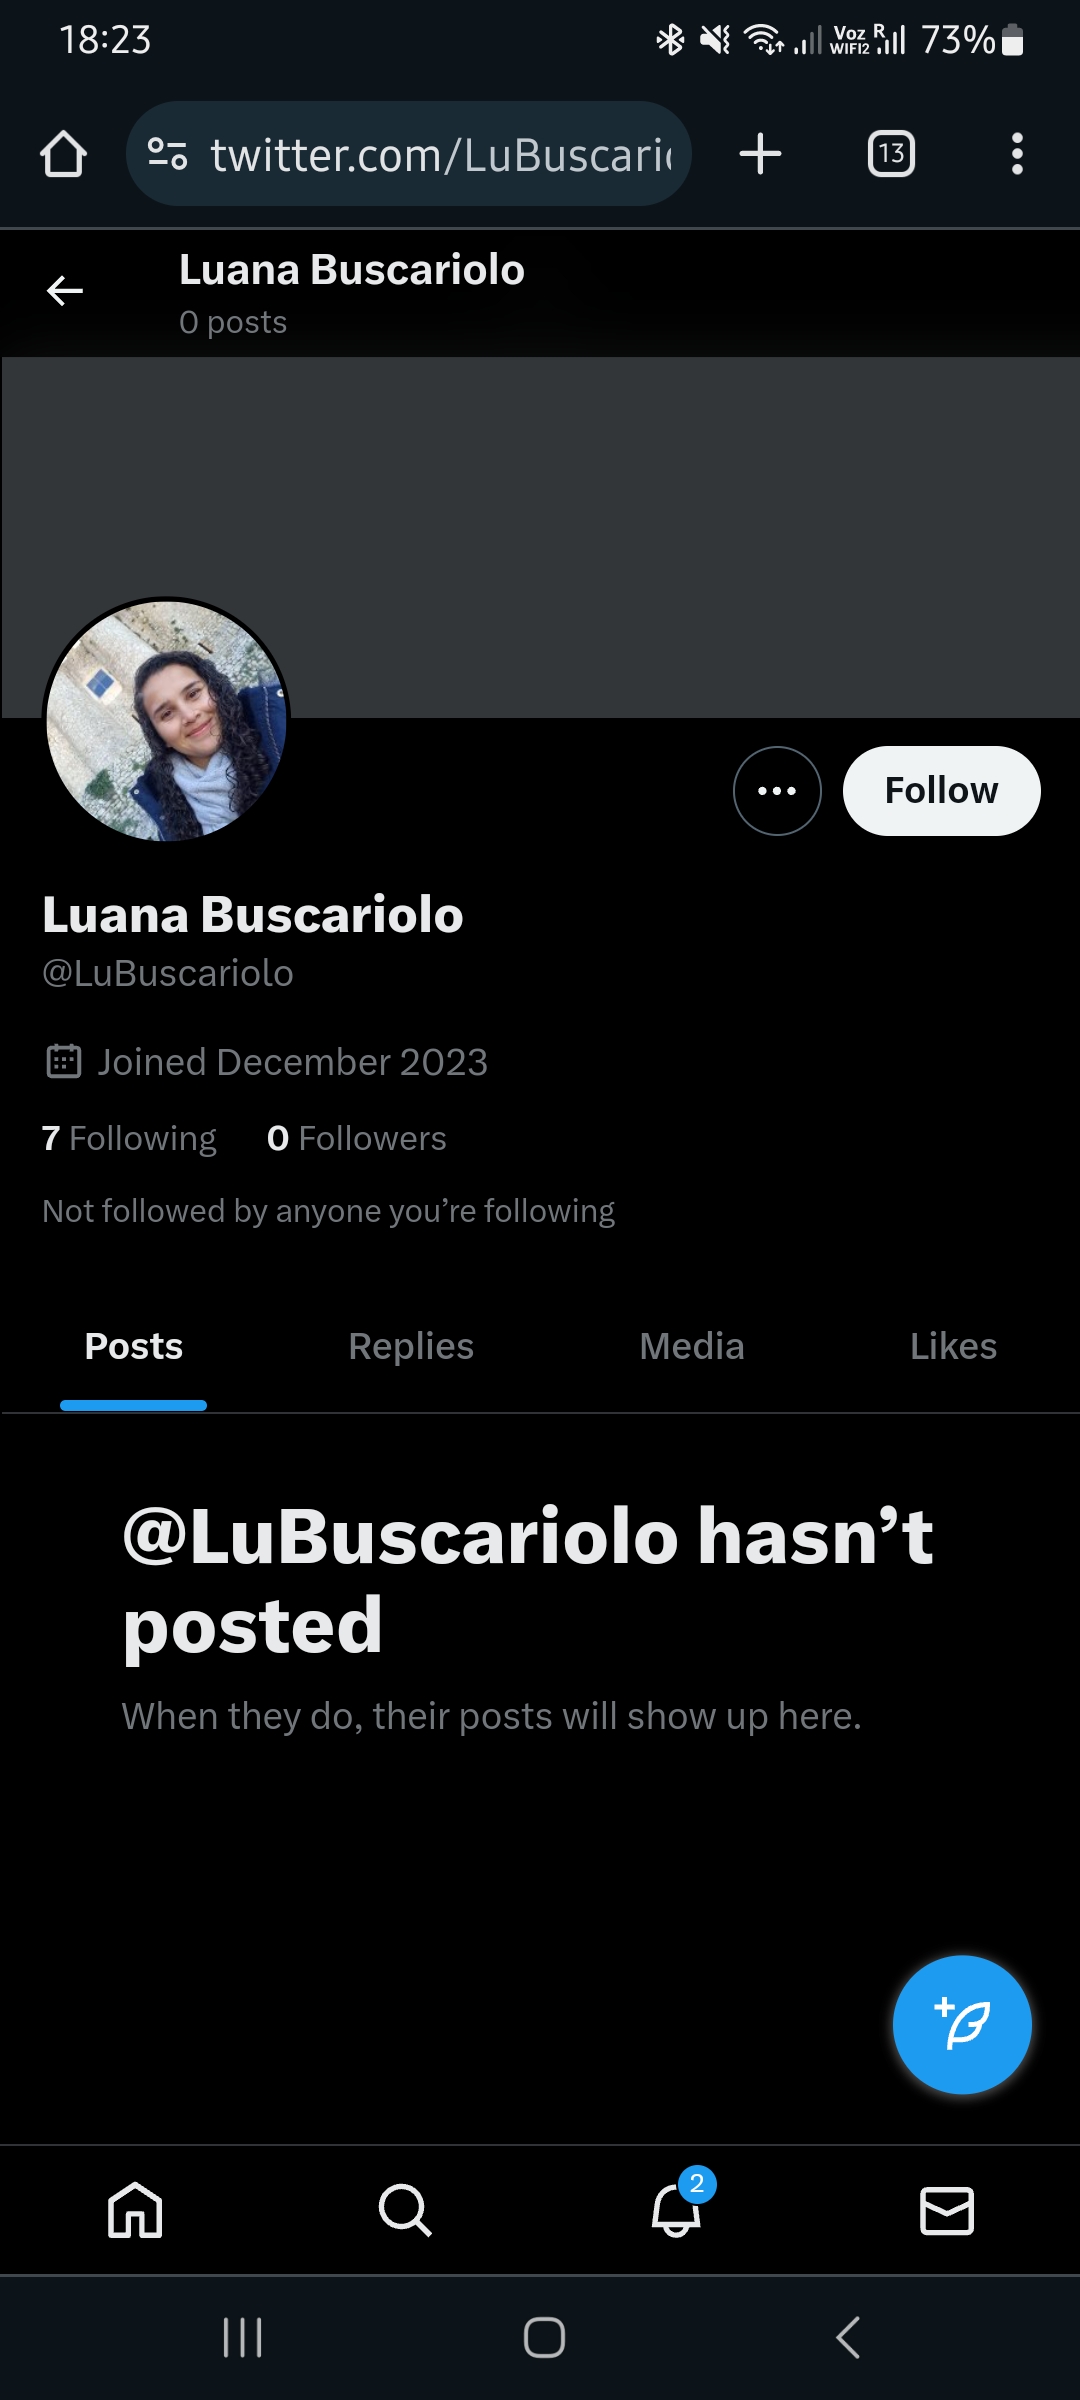 18:23
Voz WIFI2 R 73%
twitter.com/LuBuscari
13
Luana Buscariolo
0 posts
Follow
Luana Buscariolo
@LuBuscariolo
Joined December 2023
7 Following 0 Followers
Not followed by anyone you’re following
Posts Replies Media Likes
@LuBuscariolo hasn’t
posted
When they do, their posts will show up here.
2